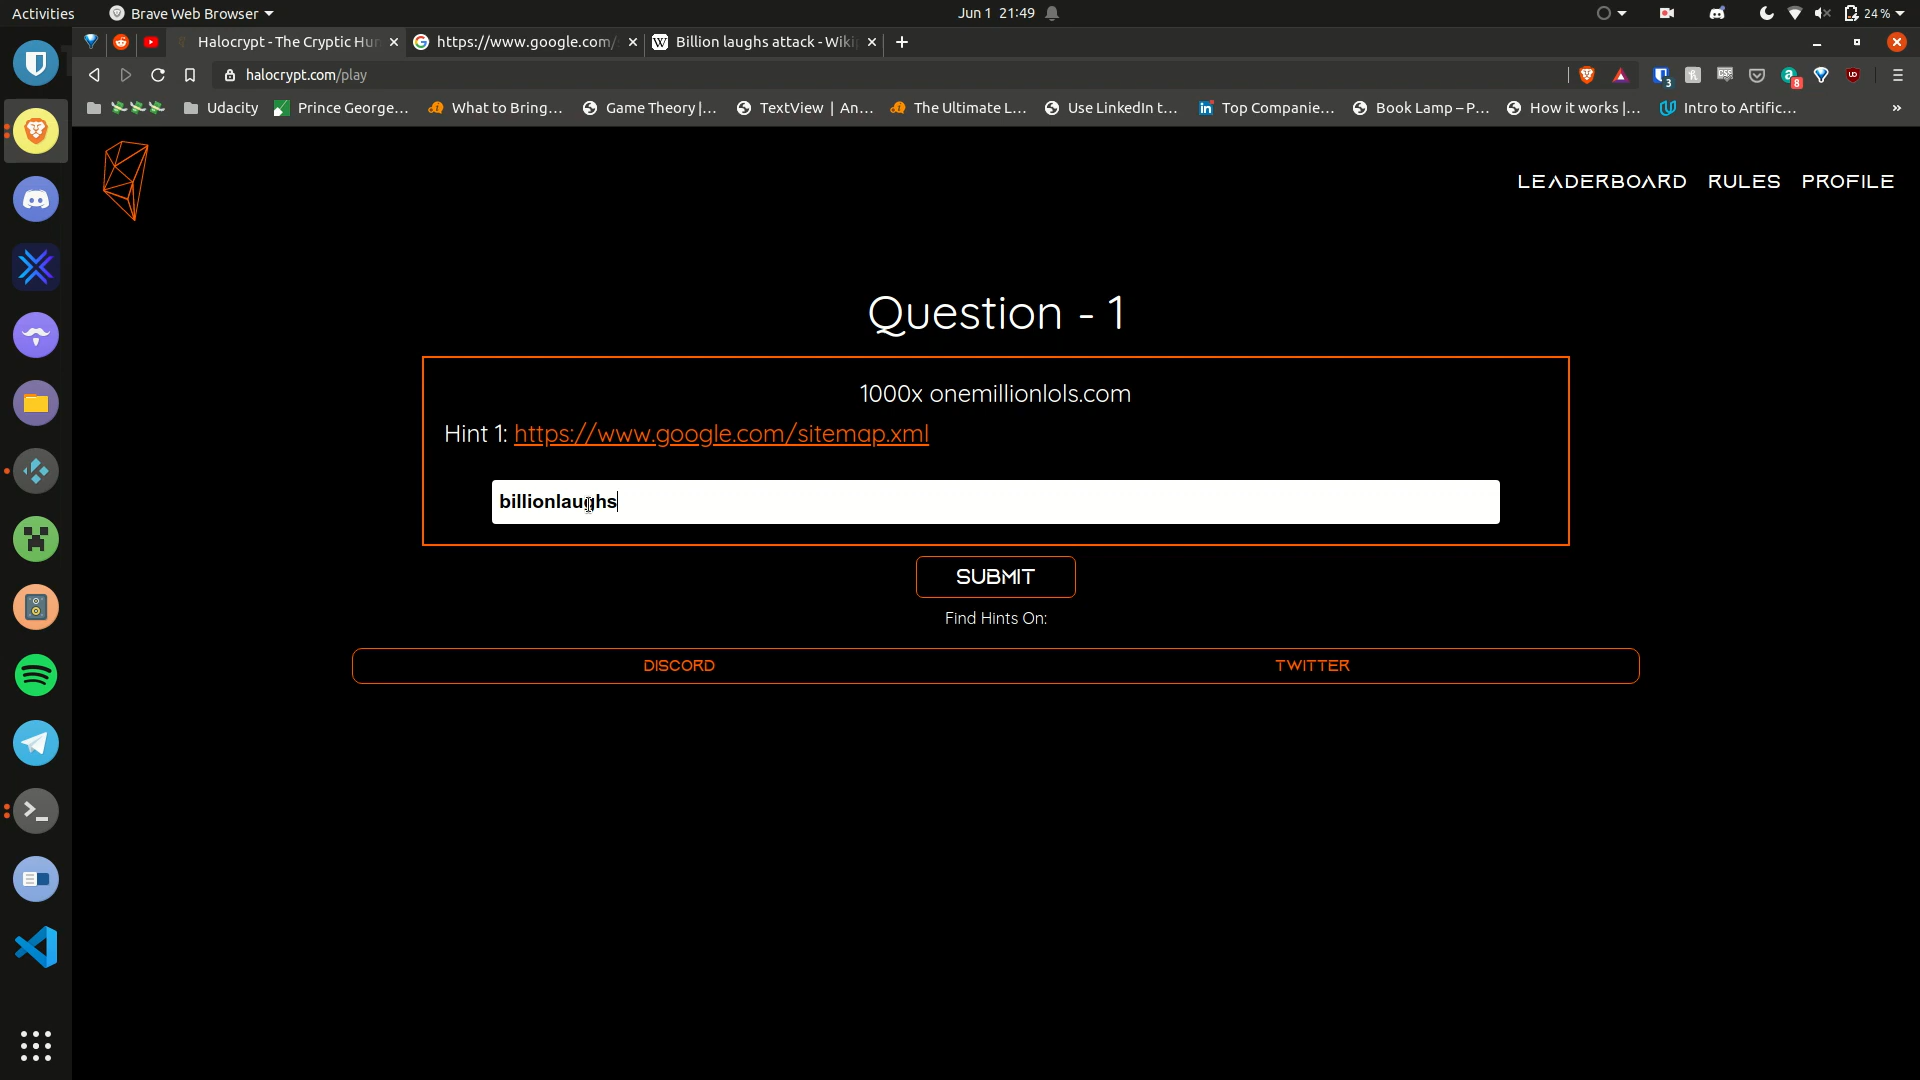 Activities
Brave Web Browser
Jun 1 21:49
24 %
Halocrypt - The Cryptic Hun
https://www.google.com/
W
Billion laughs attack - Wiki
halocrypt.com/play
3
8
Udacity
Prince George...
What to Bring...
Game Theory |...
TextView | An...
The Ultimate L...
Use LinkedIn t...
Top Companie...
Book Lamp – P...
How it works |...
Intro to Artific...
»
LEADERBOARD
RULES
PROFILE
Question - 1
1000x onemillionlols.com
Hint 1: https://www.google.com/sitemap.xml
billionlaughs
SUBMIT
Find Hints On:
DISCORD
TWITTER